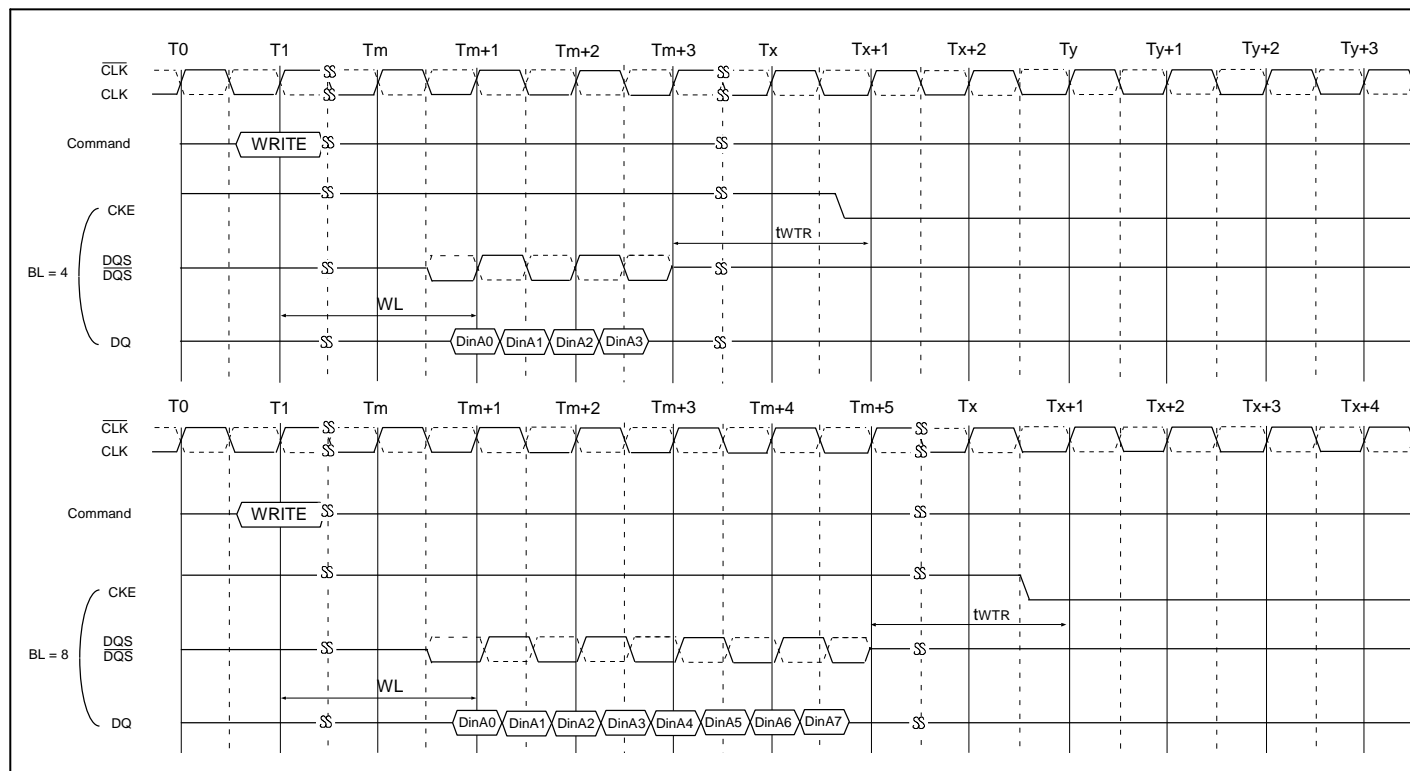 T0 T1 Tm Tm+1 Tm+2 Tm+3 Tx Tx+1 Tx+2 Ty Ty+1 Ty+2 Ty+3
CLK
CLK
Command WRITE
CKE
tWTR
BL = 4
DQS
DQS
WL
DQ DinA0 DinA1 DinA2 DinA3
T0 T1 Tm Tm+1 Tm+2 Tm+3 Tm+4 Tm+5 Tx Tx+1 Tx+2 Tx+3 Tx+4
CLK
CLK
Command WRITE
CKE
tWTR
BL = 8
DQS
DQS
WL
DQ DinA0 DinA1 DinA2 DinA3 DinA4 DinA5 DinA6 DinA7